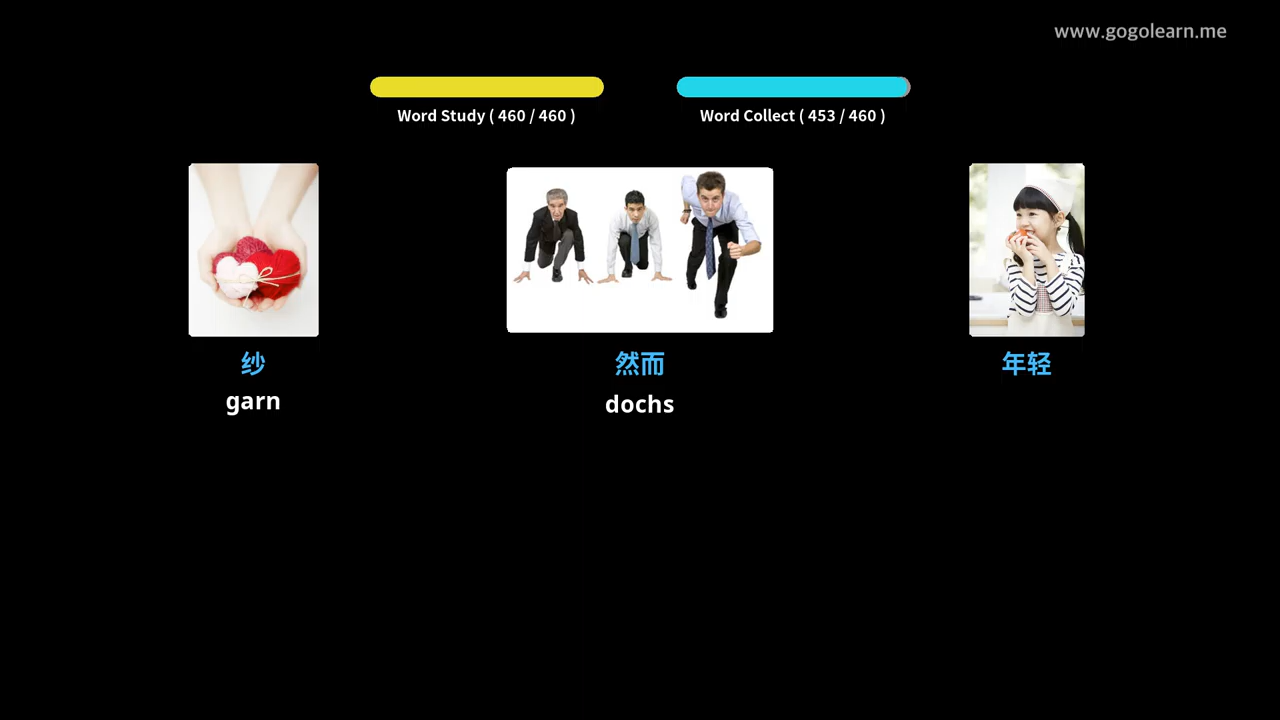 www.gogolearn.me
Word Study ( 460 / 460 )
Word Collect ( 453 / 460 )
纱
garn
然而
dochs
年轻